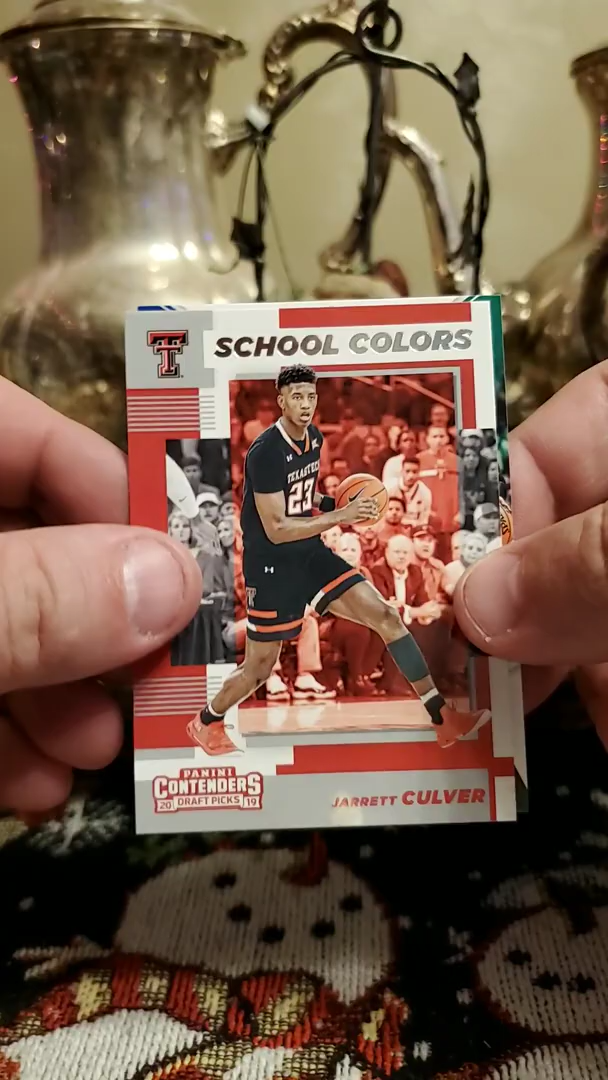 T
SCHOOL COLORS
TEXAS TECH
23
PANINI
CONTENDERS
20 DRAFT PICKS 19
JARRETT CULVER